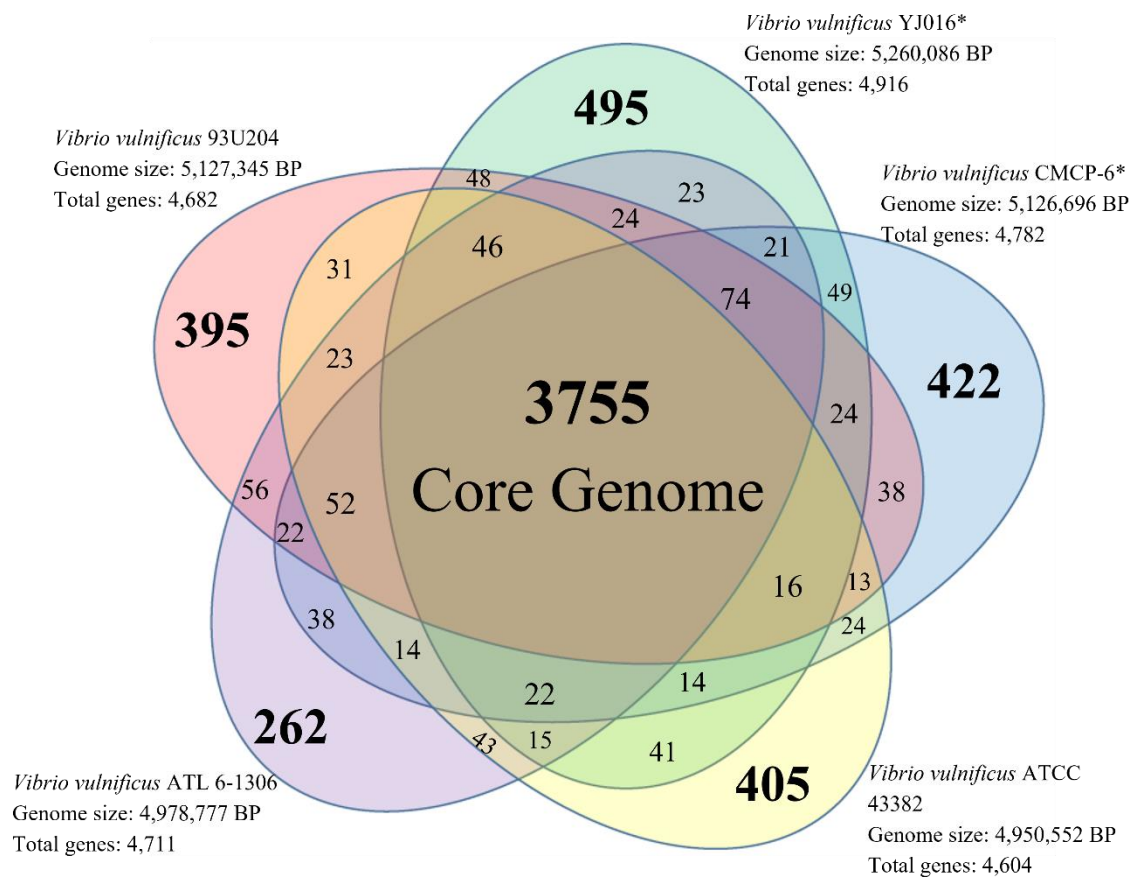 Vibrio vulnificus YJ016*
Genome size: 5,260,086 BP
Total genes: 4,916
495
Vibrio vulnificus 93U204
Genome size: 5,127,345 BP
Total genes: 4,682
Vibrio vulnificus CMCP-6*
Genome size: 5,126,696 BP
Total genes: 4,782
48
23
24
46
21
31
74
49
395
23
422
3755
24
Core Genome
56
52
38
22
16
13
38
24
14
22
14
262
43
15
41
405
Vibrio vulnificus ATL 6-1306
Genome size: 4,978,777 BP
Total genes: 4,711
Vibrio vulnificus ATCC
43382
Genome size: 4,950,552 BP
Total genes: 4,604